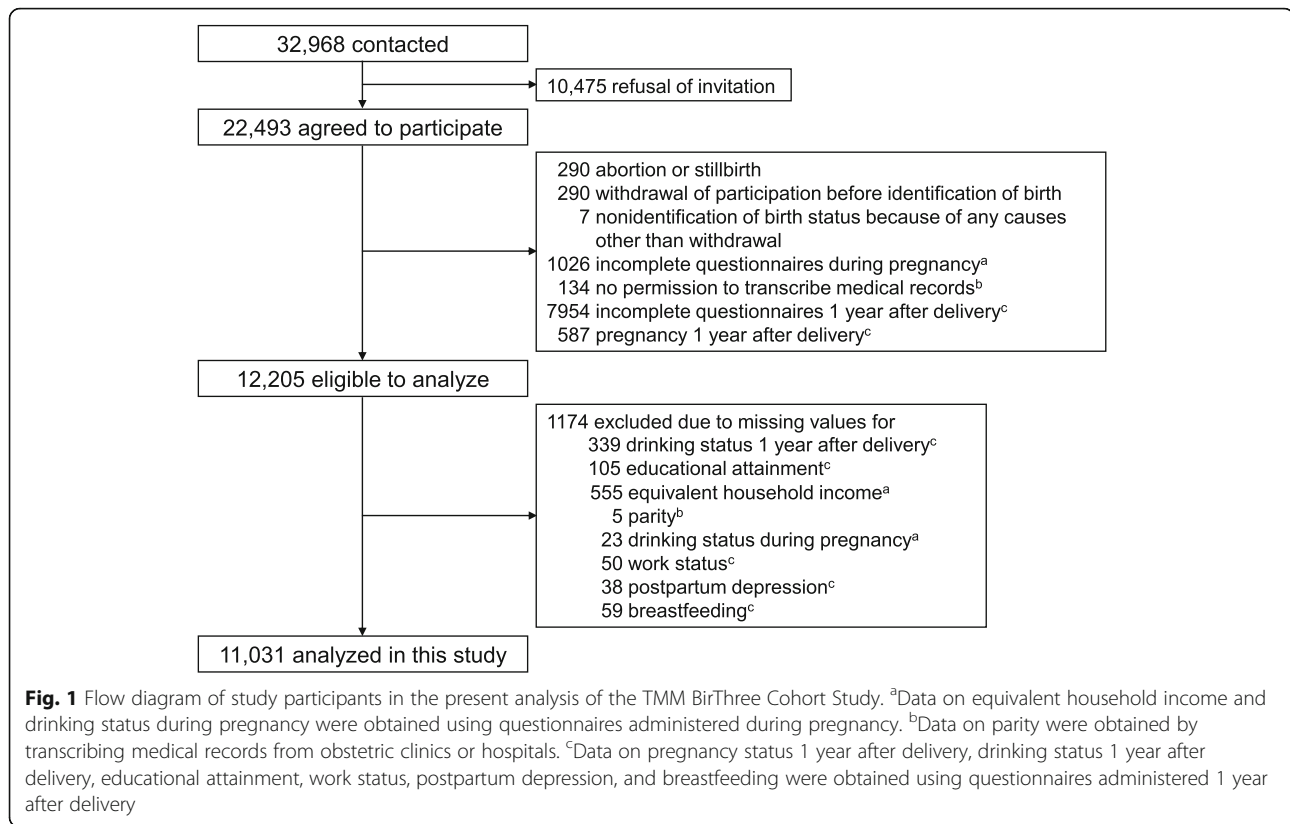 32,968 contacted
10,475 refusal of invitation
22,493 agreed to participate
290 abortion or stillbirth
290 withdrawal of participation before identification of birth
7 nonidentification of birth status because of any causes
other than withdrawal
1026 incomplete questionnaires during pregnancyᵃ
134 no permission to transcribe medical recordsᵇ
7954 incomplete questionnaires 1 year after deliveryᶜ
587 pregnancy 1 year after deliveryᶜ
12,205 eligible to analyze
1174 excluded due to missing values for
339 drinking status 1 year after deliveryᶜ
105 educational attainmentᶜ
555 equivalent household incomeᵃ
5 parityᵇ
23 drinking status during pregnancyᵃ
50 work statusᶜ
38 postpartum depressionᶜ
59 breastfeedingᶜ
11,031 analyzed in this study
Fig. 1 Flow diagram of study participants in the present analysis of the TMM BirThree Cohort Study. ᵃData on equivalent household income and
drinking status during pregnancy were obtained using questionnaires administered during pregnancy. ᵇData on parity were obtained by
transcribing medical records from obstetric clinics or hospitals. ᶜData on pregnancy status 1 year after delivery, drinking status 1 year after
delivery, educational attainment, work status, postpartum depression, and breastfeeding were obtained using questionnaires administered 1 year
after delivery